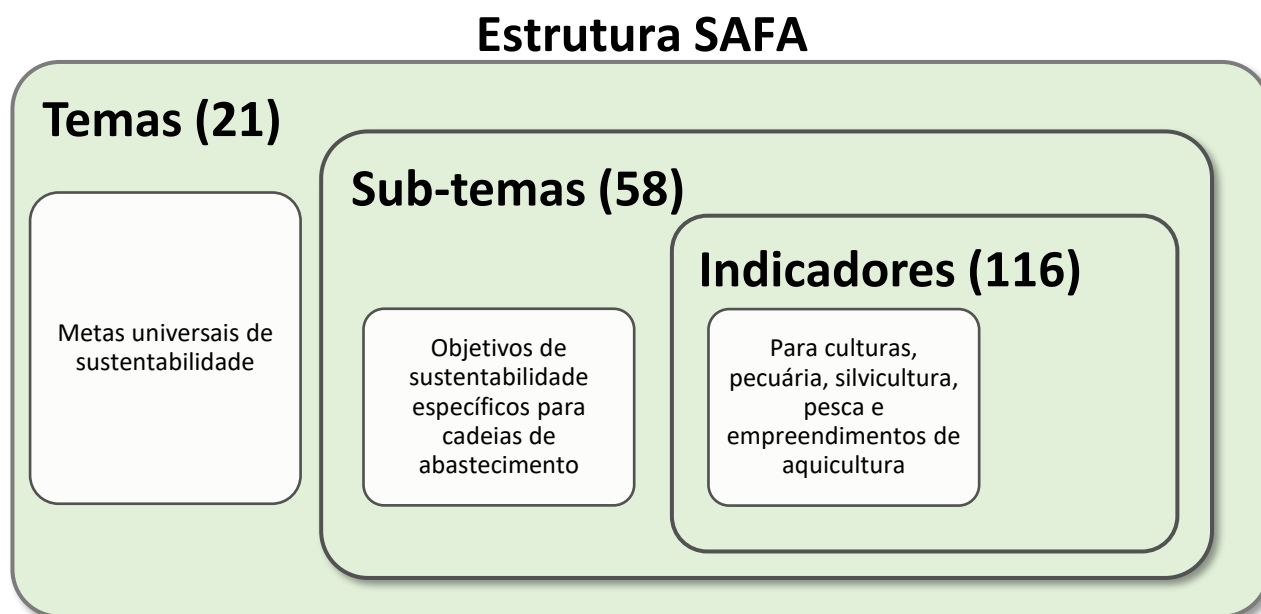 Estrutura SAFA
Temas (21)
Metas universais de
sustentabilidade
Sub-temas (58)
Objetivos de
sustentabilidade
específicos para
cadeias de
abastecimento
Indicadores (116)
Para culturas,
pecuária, silvicultura,
pesca e
empreendimentos de
aquicultura